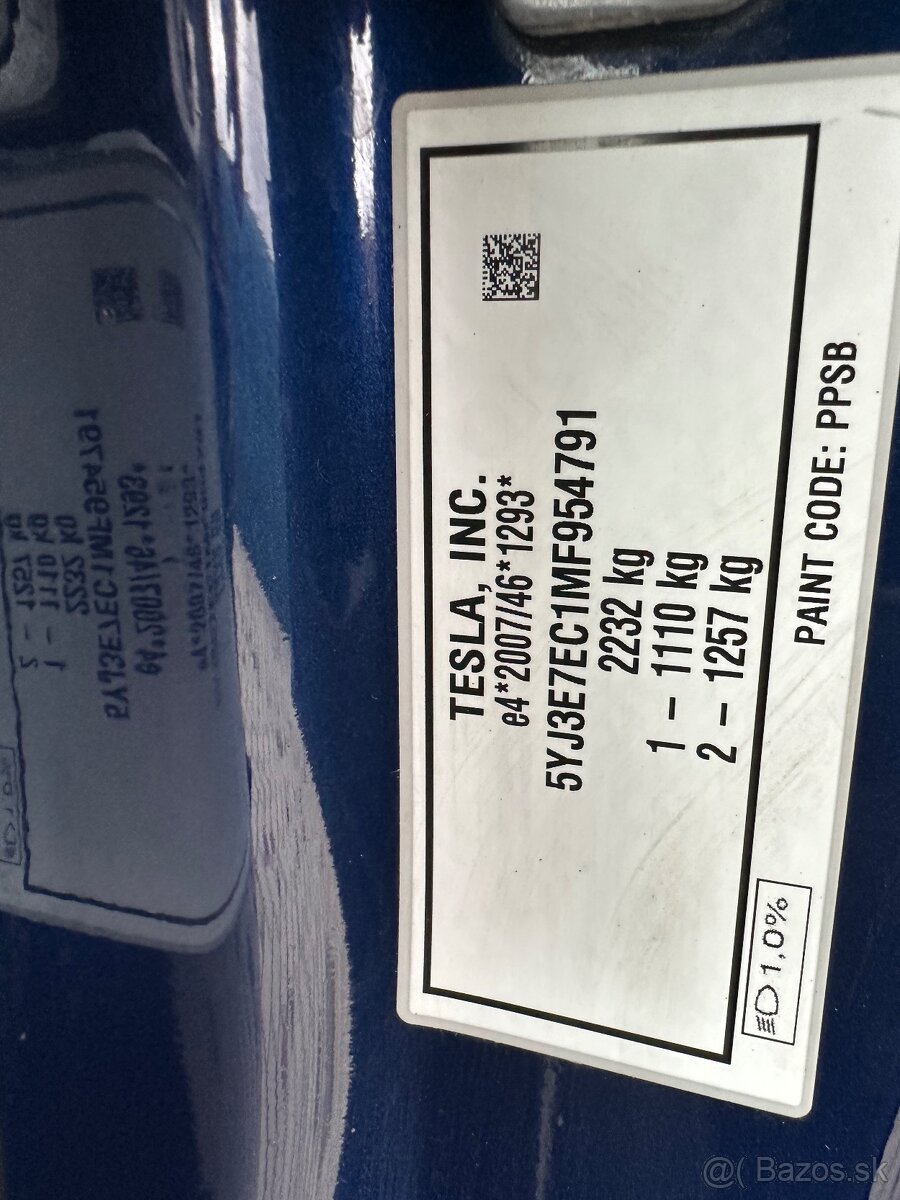 TESLA, INC.
e4*2007/46*1293*
5YJ3E7EC1MF954791
2232 kg
1 – 1110 kg
2 – 1257 kg
1,0%
PAINT CODE: PPSB
@( Bazos.sk